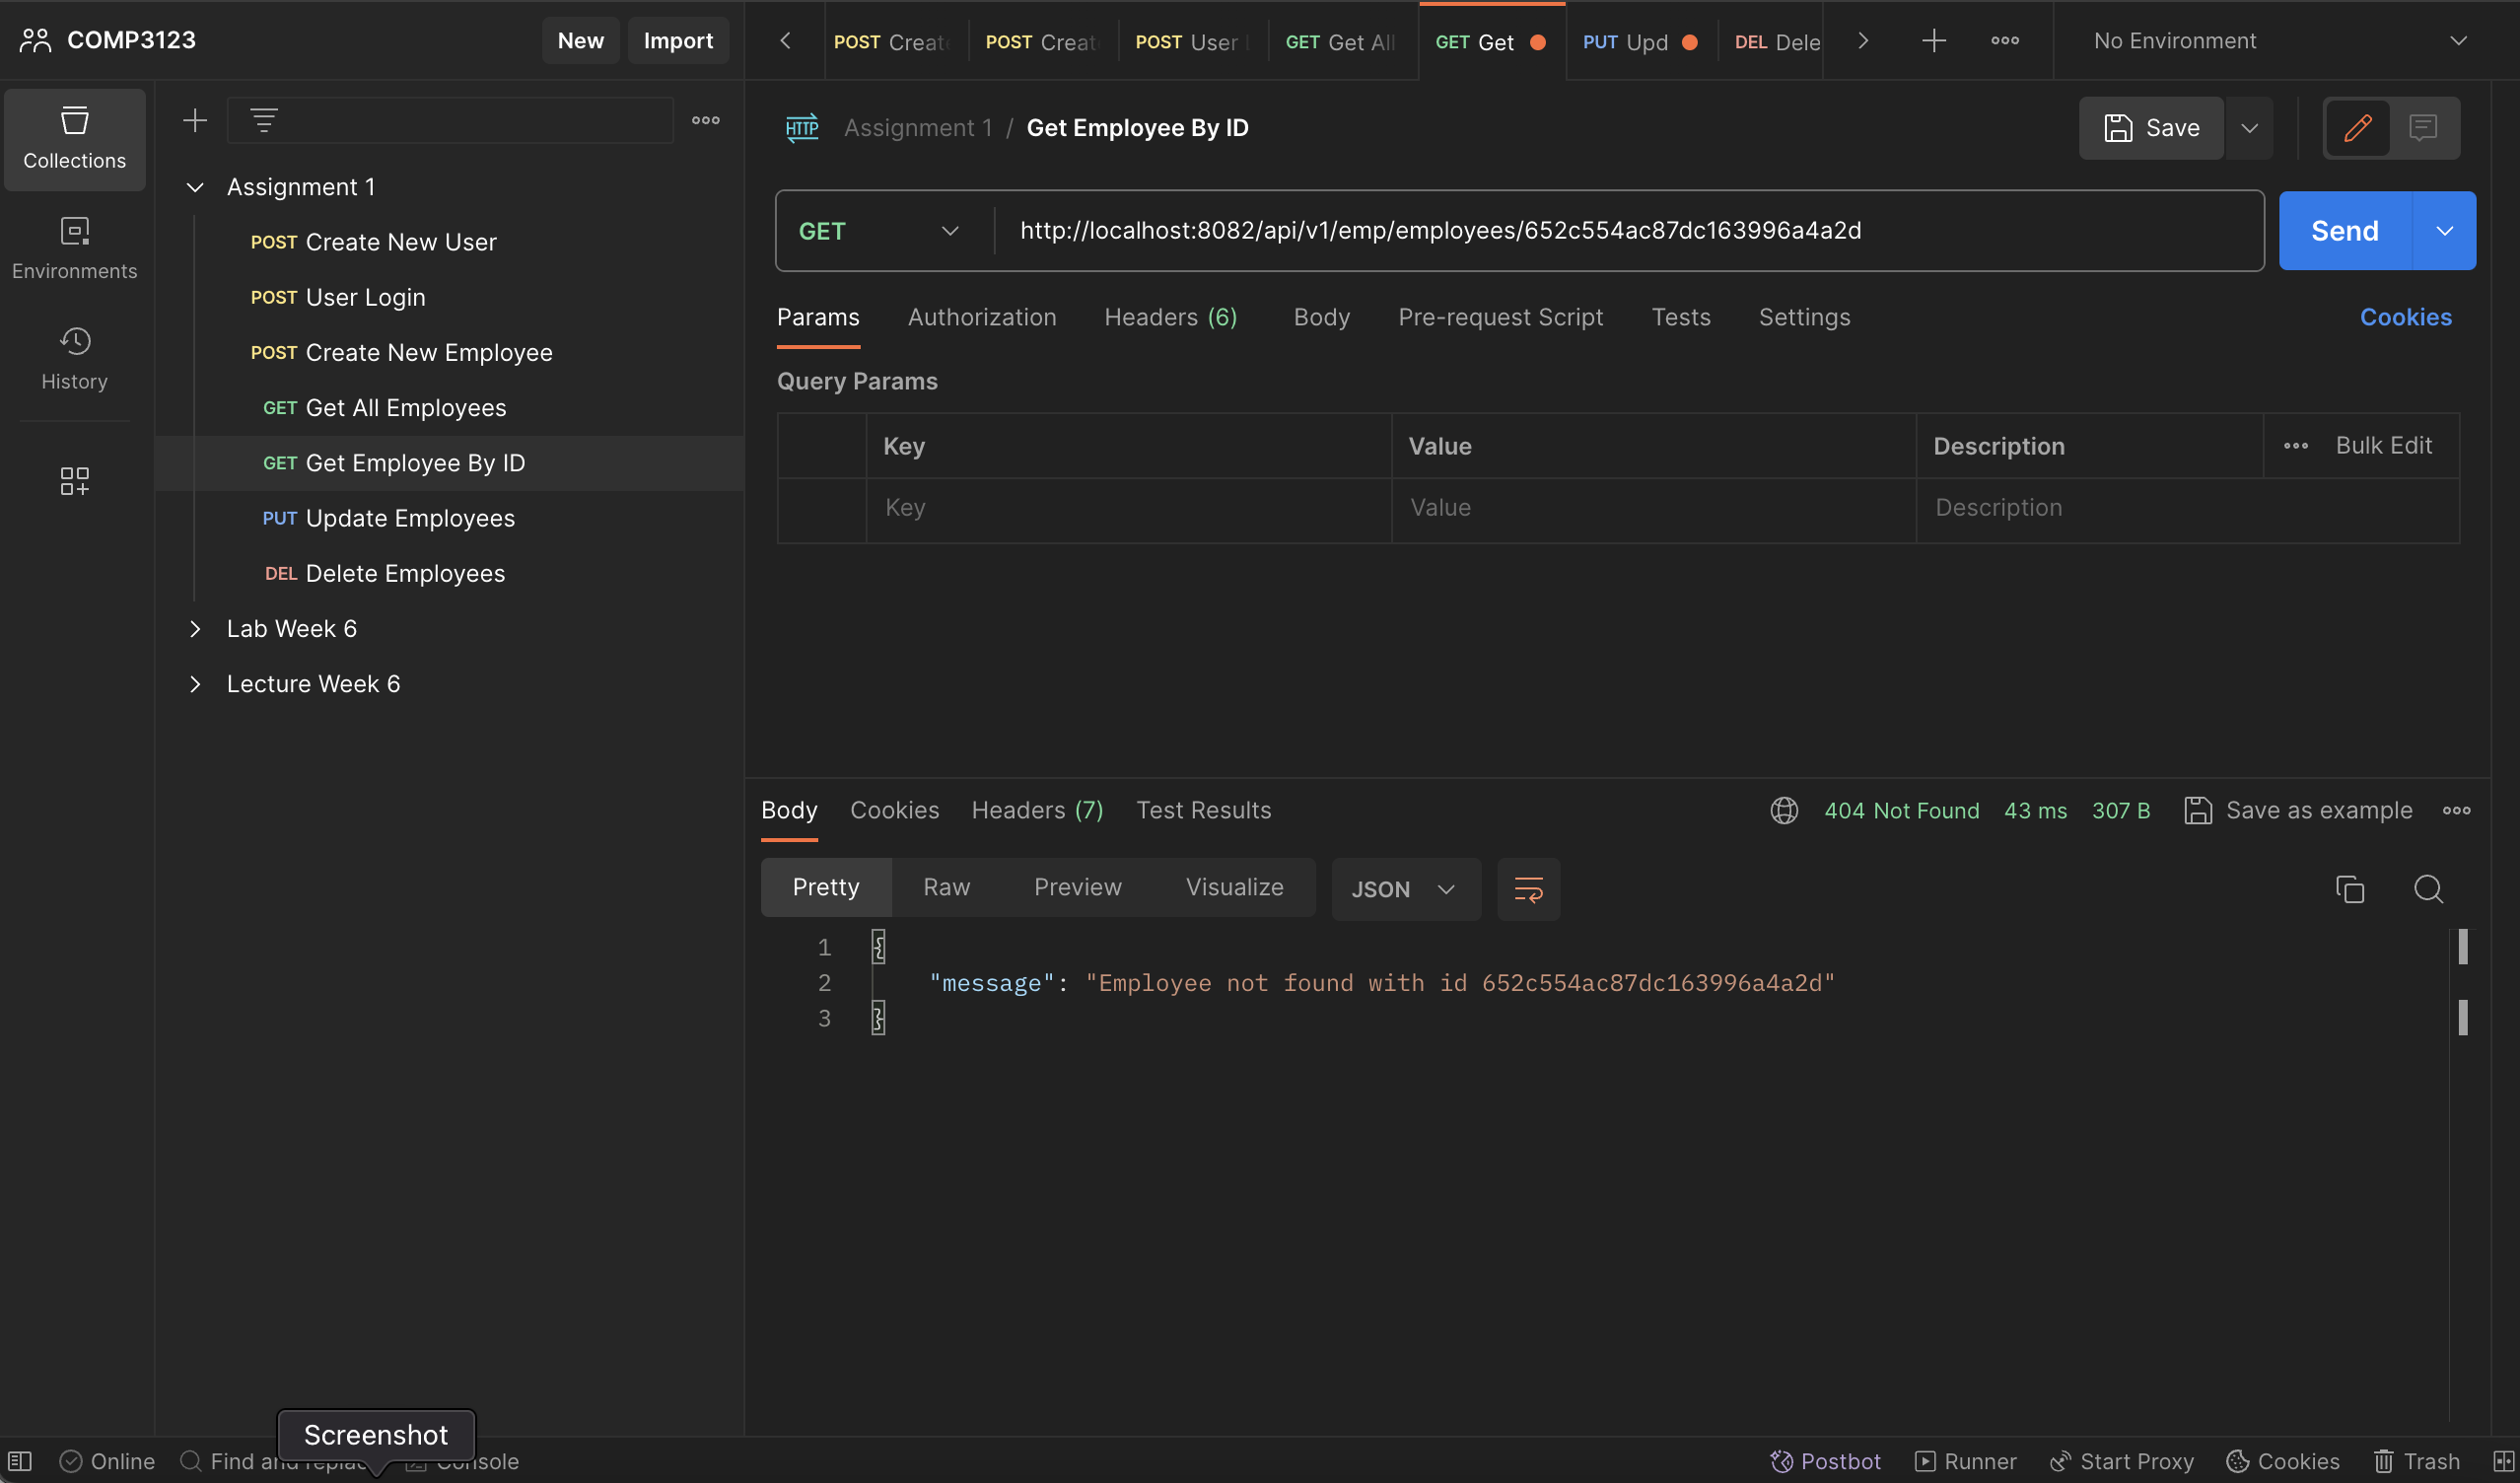 COMP3123
New
Import
POST Creat
POST Creat
POST User
GET Get All
GET Get
PUT Upd
DEL Dele
No Environment
Collections
Environments
History
Assignment 1
POST Create New User
POST User Login
POST Create New Employee
GET Get All Employees
GET Get Employee By ID
PUT Update Employees
DEL Delete Employees
Lab Week 6
Lecture Week 6
HTTP
Assignment 1 / Get Employee By ID
Save
GET
http://localhost:8082/api/v1/emp/employees/652c554ac87dc163996a4a2d
Send
Params
Authorization
Headers (6)
Body
Pre-request Script
Tests
Settings
Cookies
Query Params
Key
Value
Description
Bulk Edit
Key
Value
Description
Body
Cookies
Headers (7)
Test Results
404 Not Found
43 ms
307 B
Save as example
Pretty
Raw
Preview
Visualize
JSON
1 {
2 "message": "Employee not found with id 652c554ac87dc163996a4a2d"
3 }
Screenshot
Online
Find and replac
Console
Postbot
Runner
Start Proxy
Cookies
Trash